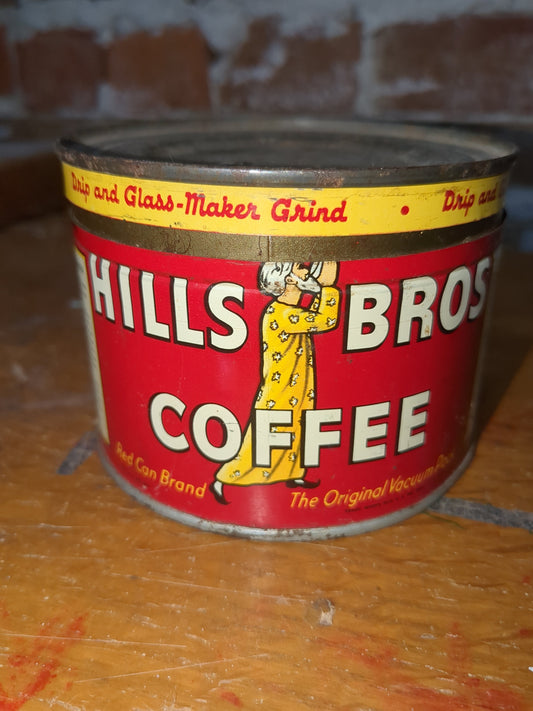 Drip and Glass-Maker Grind • Drip and
HILLS BROS
COFFEE
Red Can Brand
The Original Vacuum Pack